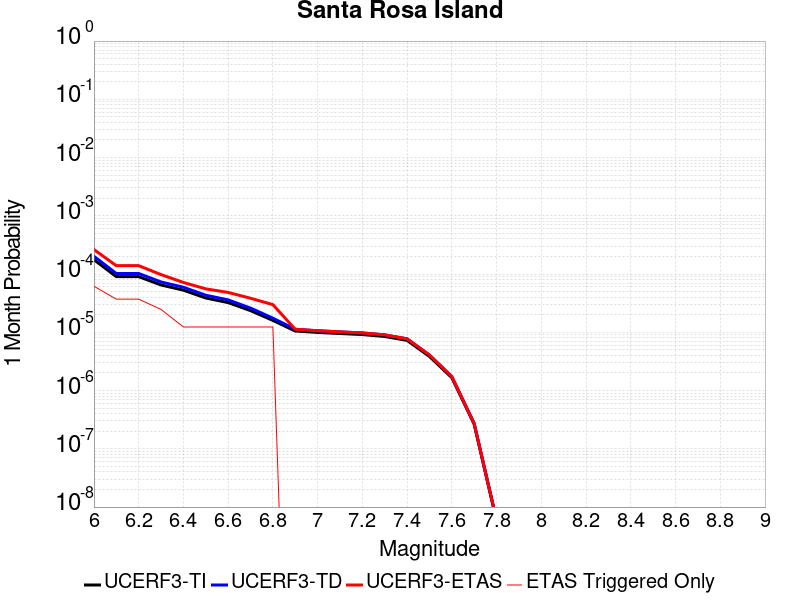 Santa Rosa Island
10^0
10^-1
10^-2
10^-3
10^-4
10^-5
10^-6
10^-7
10^-8
1 Month Probability
6 6.2 6.4 6.6 6.8 7 7.2 7.4 7.6 7.8 8 8.2 8.4 8.6 8.8 9
Magnitude
UCERF3-TI UCERF3-TD UCERF3-ETAS ETAS Triggered Only